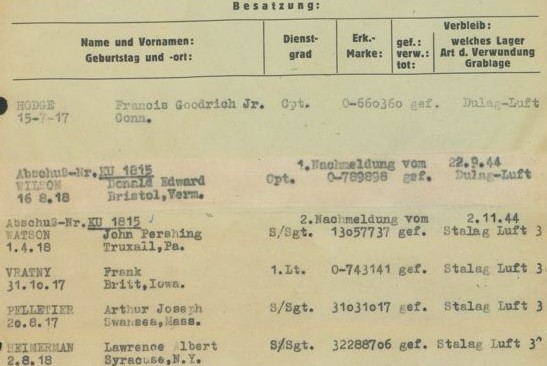 Besatzung:
Name und Vornamen: Dienst- Erk.- gef.: Verbleib:
Geburtstag und -ort: grad Marke: verw.: welches Lager
tot: Art d. Verwundung
Grablage
HODGE Francis Goodrich Jr. Cpt. 0-660360 gef. Dulag-Luft
15-7-17 Conn.
Abschuß-Nr. KU 1815 1.Nachmeldung vom 22.9.44
WILSON Donald Edward Cpt. 0-789898 gef. Dulag-Luft
16 8.18 Bristol,Verm.
Abschuß-Nr. KU 1815 2.Nachmeldung vom 2.11.44
WATSON John Pershing S/Sgt. 13057737 gef. Stalag Luft 3
1.4.18 Truxall,Pa.
VRATNY Frank 1.Lt. 0-743141 gef. Stalag Luft 3
31.10.17 Britt,Iowa.
PELLETIER Arthur Joseph S/Sgt. 31031017 gef. Stalag Luft 3
20.8.17 Swansea,Mass.
HEIMERMAN Lawrence Albert S/Sgt. 32288706 gef. Stalag Luft 3
2.8.18 Syracuse,N.Y.